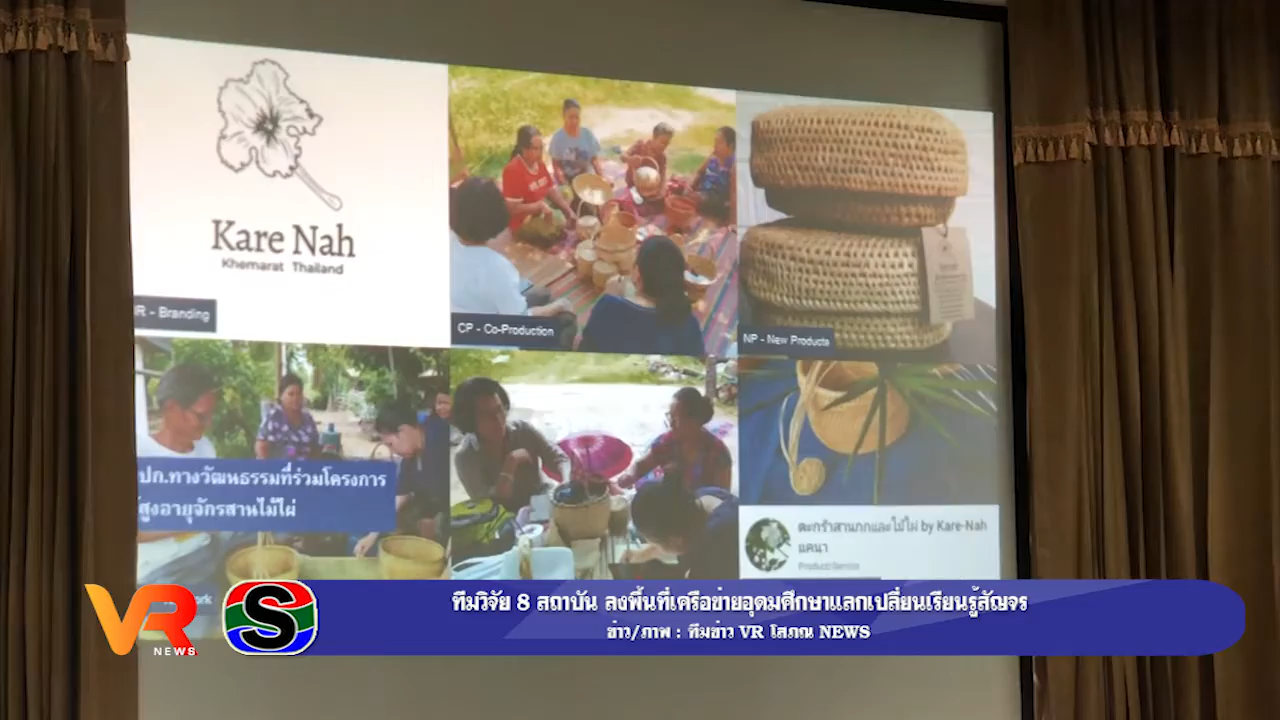 Kare Nah
Khemarat Thailand
R - Branding
CP - Co-Production
NP - New Products
ปก.ทางวัฒนธรรมที่ร่วมโครงการ
สูงอายุจักรสานไม้ไผ่
ตะกร้าสานกกและไม้ไผ่ by Kare-Nah
แคนา
Product/Service
VR
NEWS
S
ทีมวิจัย 8 สถาบัน ลงพื้นที่เครือข่ายอุดมศึกษาแลกเปลี่ยนเรียนรู้สัญจร
ข่าว/ภาพ : ทีมข่าว VR โสภณ NEWS